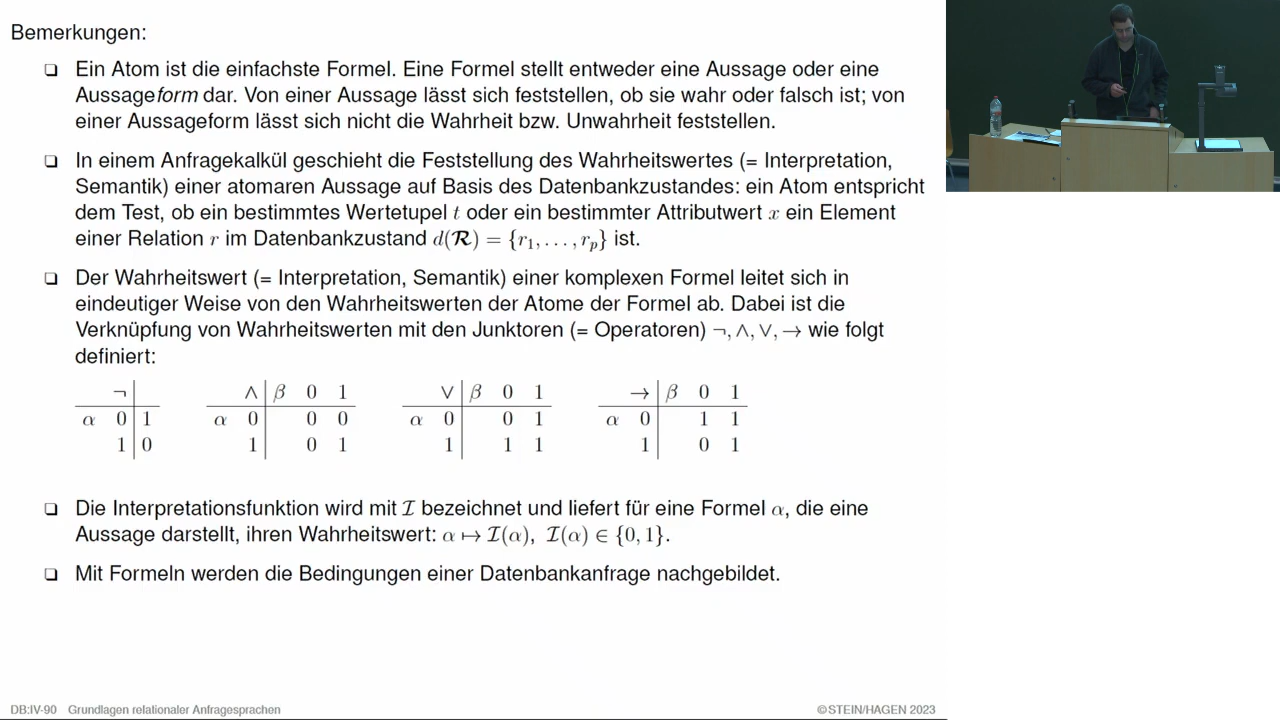 Bemerkungen:
❑ Ein Atom ist die einfachste Formel. Eine Formel stellt entweder eine Aussage oder eine
Aussageform dar. Von einer Aussage lässt sich feststellen, ob sie wahr oder falsch ist; von
einer Aussageform lässt sich nicht die Wahrheit bzw. Unwahrheit feststellen.
❑ In einem Anfragekalkül geschieht die Feststellung des Wahrheitswertes (= Interpretation,
Semantik) einer atomaren Aussage auf Basis des Datenbankzustandes: ein Atom entspricht
dem Test, ob ein bestimmtes Wertetupel t oder ein bestimmter Attributwert x ein Element
einer Relation r im Datenbankzustand d(𝓡) = {r₁, . . . , rₚ} ist.
❑ Der Wahrheitswert (= Interpretation, Semantik) einer komplexen Formel leitet sich in
eindeutiger Weise von den Wahrheitswerten der Atome der Formel ab. Dabei ist die
Verknüpfung von Wahrheitswerten mit den Junktoren (= Operatoren) ¬, ∧, ∨, → wie folgt
definiert:
¬ ∧ β 0 1 ∨ β 0 1 → β 0 1
α 0 1 α 0 0 0 α 0 0 1 α 0 1 1
1 0 1 0 1 1 1 1 1 0 1
❑ Die Interpretationsfunktion wird mit ℐ bezeichnet und liefert für eine Formel α, die eine
Aussage darstellt, ihren Wahrheitswert: α ↦ ℐ(α), ℐ(α) ∈ {0, 1}.
❑ Mit Formeln werden die Bedingungen einer Datenbankanfrage nachgebildet.
DB:IV-90 Grundlagen relationaler Anfragesprachen ©STEIN/HAGEN 2023